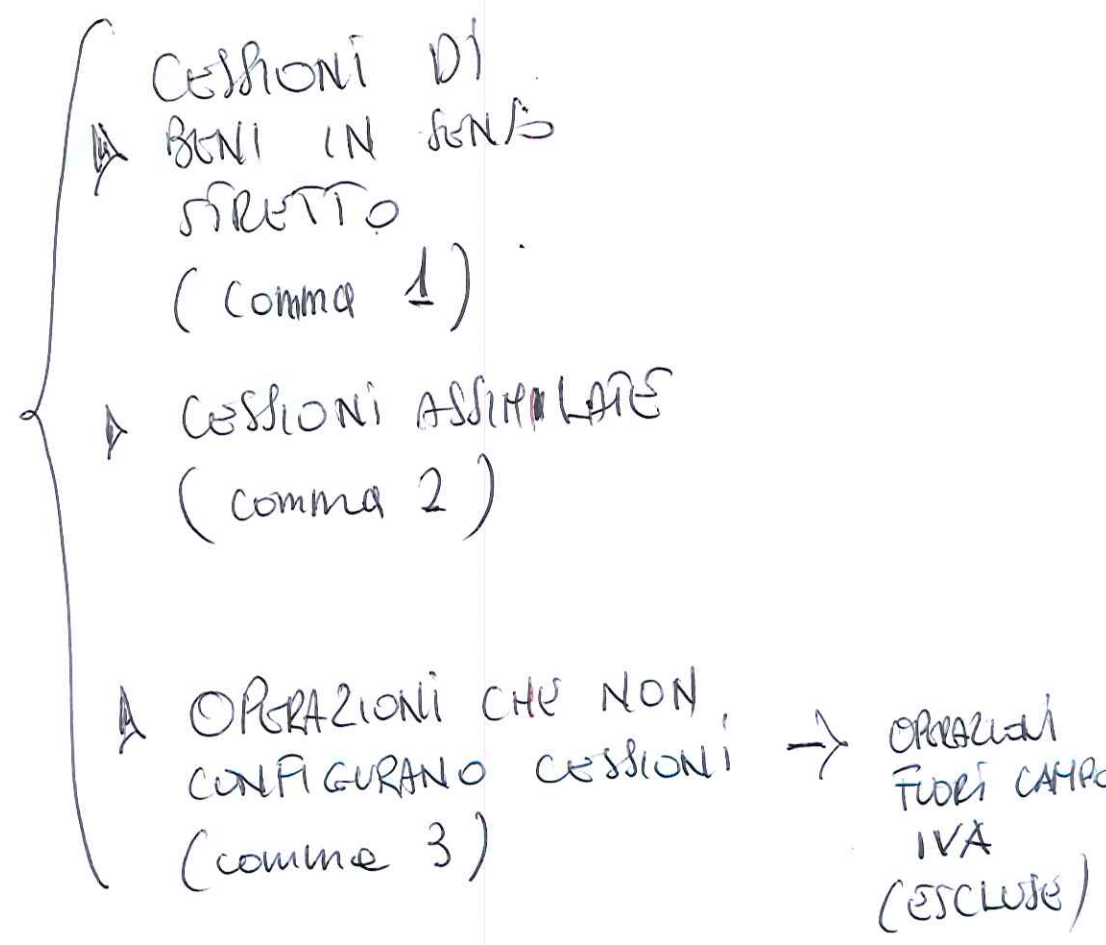 CESSIONI DI
BENI IN SENSO
STRETTO
(comma 1)
CESSIONI ASSIMILATE
(comma 2)
OPERAZIONI CHE NON
CONFIGURANO CESSIONI →
(comma 3)
OPERAZIONI
FUORI CAMPO
IVA
(ESCLUSE)